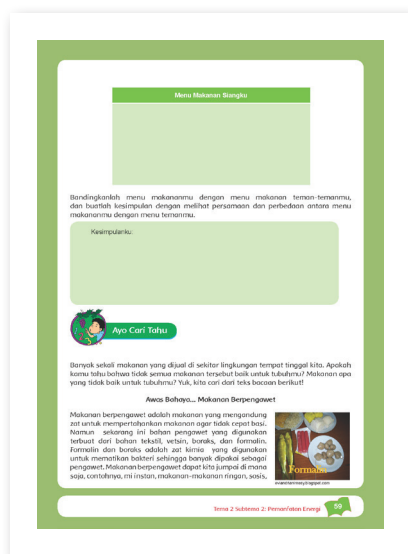 Menu Makanan Siangku
Bandingkanlah menu makananmu dengan menu makanan teman-temanmu,
dan buatlah kesimpulan dengan melihat persamaan dan perbedaan antara menu
makananmu dengan menu temanmu.
Kesimpulanku:
Ayo Cari Tahu
Banyak sekali makanan yang dijual di sekitar lingkungan tempat tinggal kita. Apakah
kamu tahu bahwa tidak semua makanan tersebut baik untuk tubuhmu? Makanan apa
yang tidak baik untuk tubuhmu? Yuk, kita cari dari teks bacaan berikut!
Awas Bahaya... Makanan Berpengawet
Makanan berpengawet adalah makanan yang mengandung
zat untuk mempertahankan makanan agar tidak cepat basi.
Namun sekarang ini bahan pengawet yang digunakan
terbuat dari bahan tekstil, vetsin, boraks, dan formalin.
Formalin dan boraks adalah zat kimia yang digunakan
untuk mematikan bakteri sehingga banyak dipakai sebagai
pengawet. Makanan berpengawet dapat kita jumpai di mana
saja, contohnya, mi instan, makanan-makanan ringan, sosis,
Formalin
Tema 2 Subtema 2: Pemanfaatan Energi
59